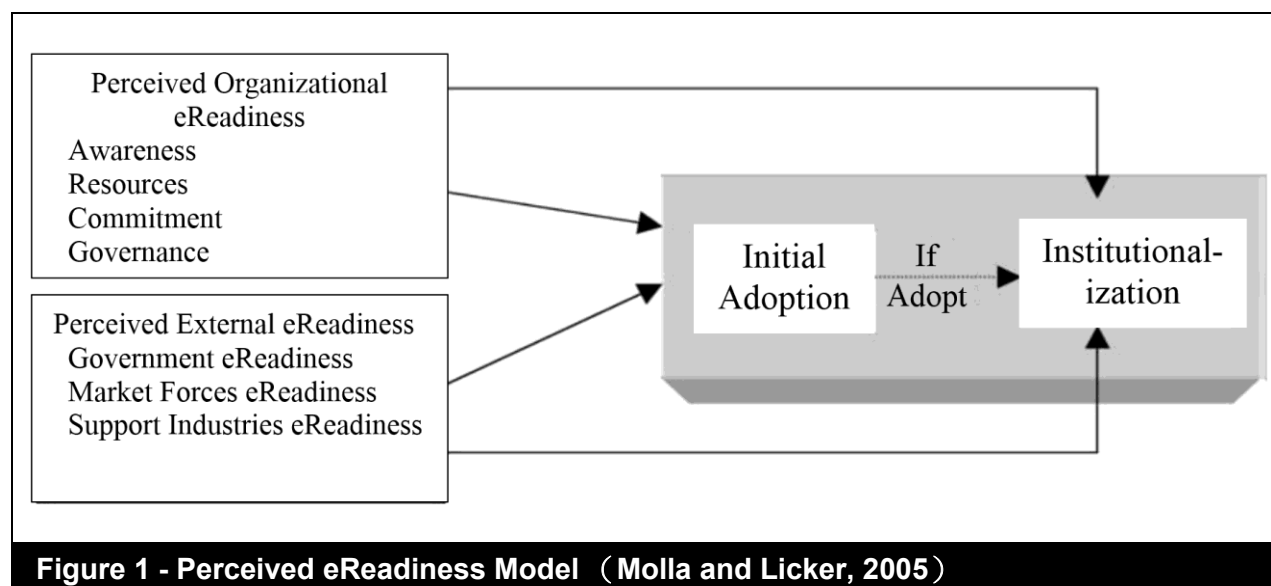 Perceived Organizational
eReadiness
Awareness
Resources
Commitment
Governance
Perceived External eReadiness
Government eReadiness
Market Forces eReadiness
Support Industries eReadiness
Initial
Adoption
If
Adopt
Institutional-
ization
Figure 1 - Perceived eReadiness Model （Molla and Licker, 2005）